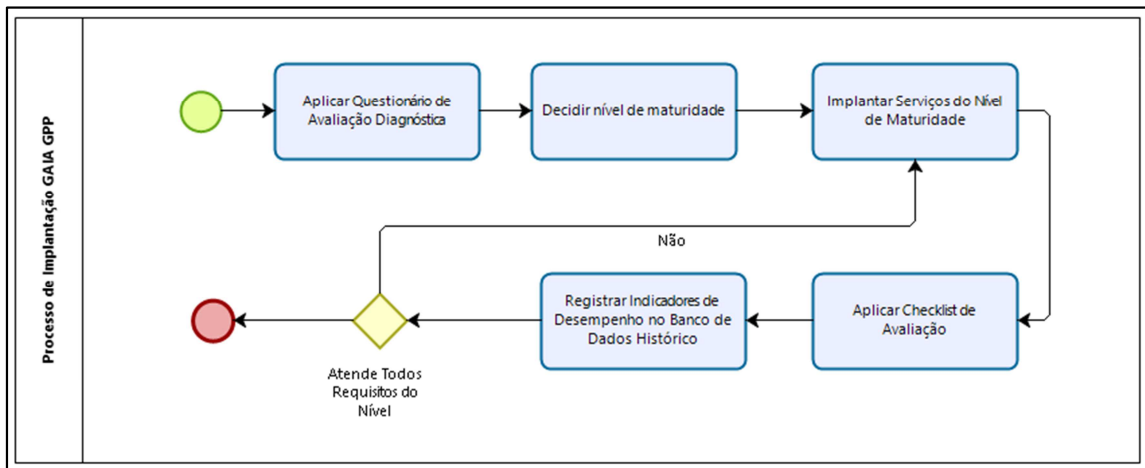 Processo de Implantação GAIA GPP
Aplicar Questionário de
Avaliação Diagnóstica
Decidir nível de maturidade
Implantar Serviços do Nível
de Maturidade
Não
Aplicar Checklist de
Avaliação
Registrar Indicadores de
Desempenho no Banco de
Dados Histórico
Atende Todos
Requisitos do
Nível